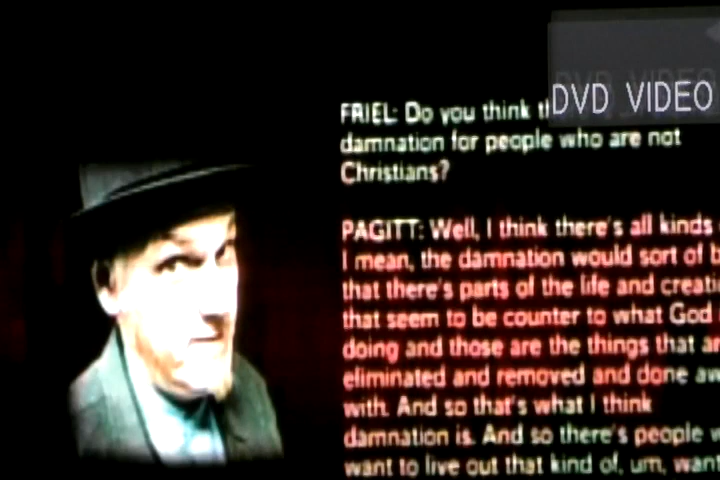 DVD VIDEO
FRIEL: Do you think
damnation for people who are not
Christians?
PAGITT: Well, I think there's all kinds
I mean, the damnation would sort of
that there's parts of the life and
that seem to be counter to what God
doing and those are the things that
eliminated and removed and done
with. And so that's what I think
damnation is. And so there's people
want to live out that kind of, um, want